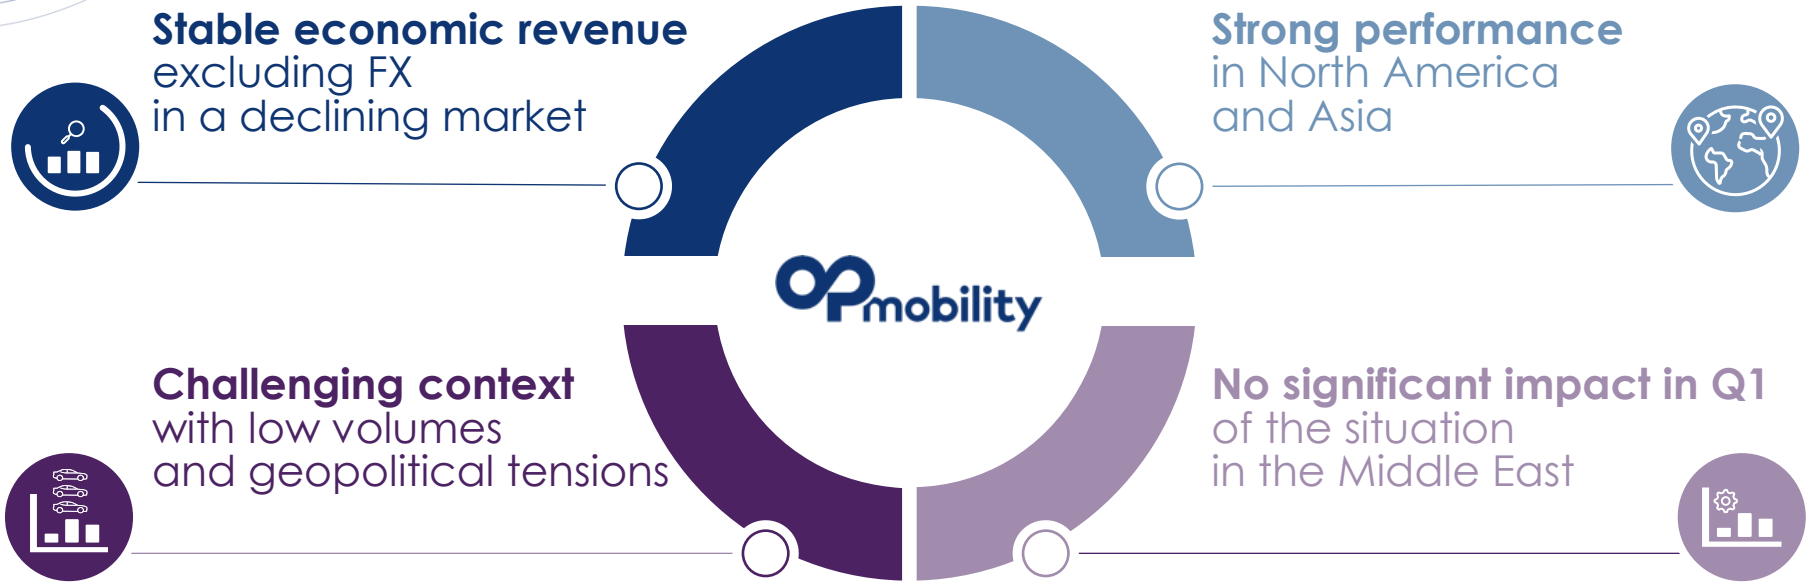 Stable economic revenue
excluding FX
in a declining market
Strong performance
in North America
and Asia
OPmobility
Challenging context
with low volumes
and geopolitical tensions
No significant impact in Q1
of the situation
in the Middle East